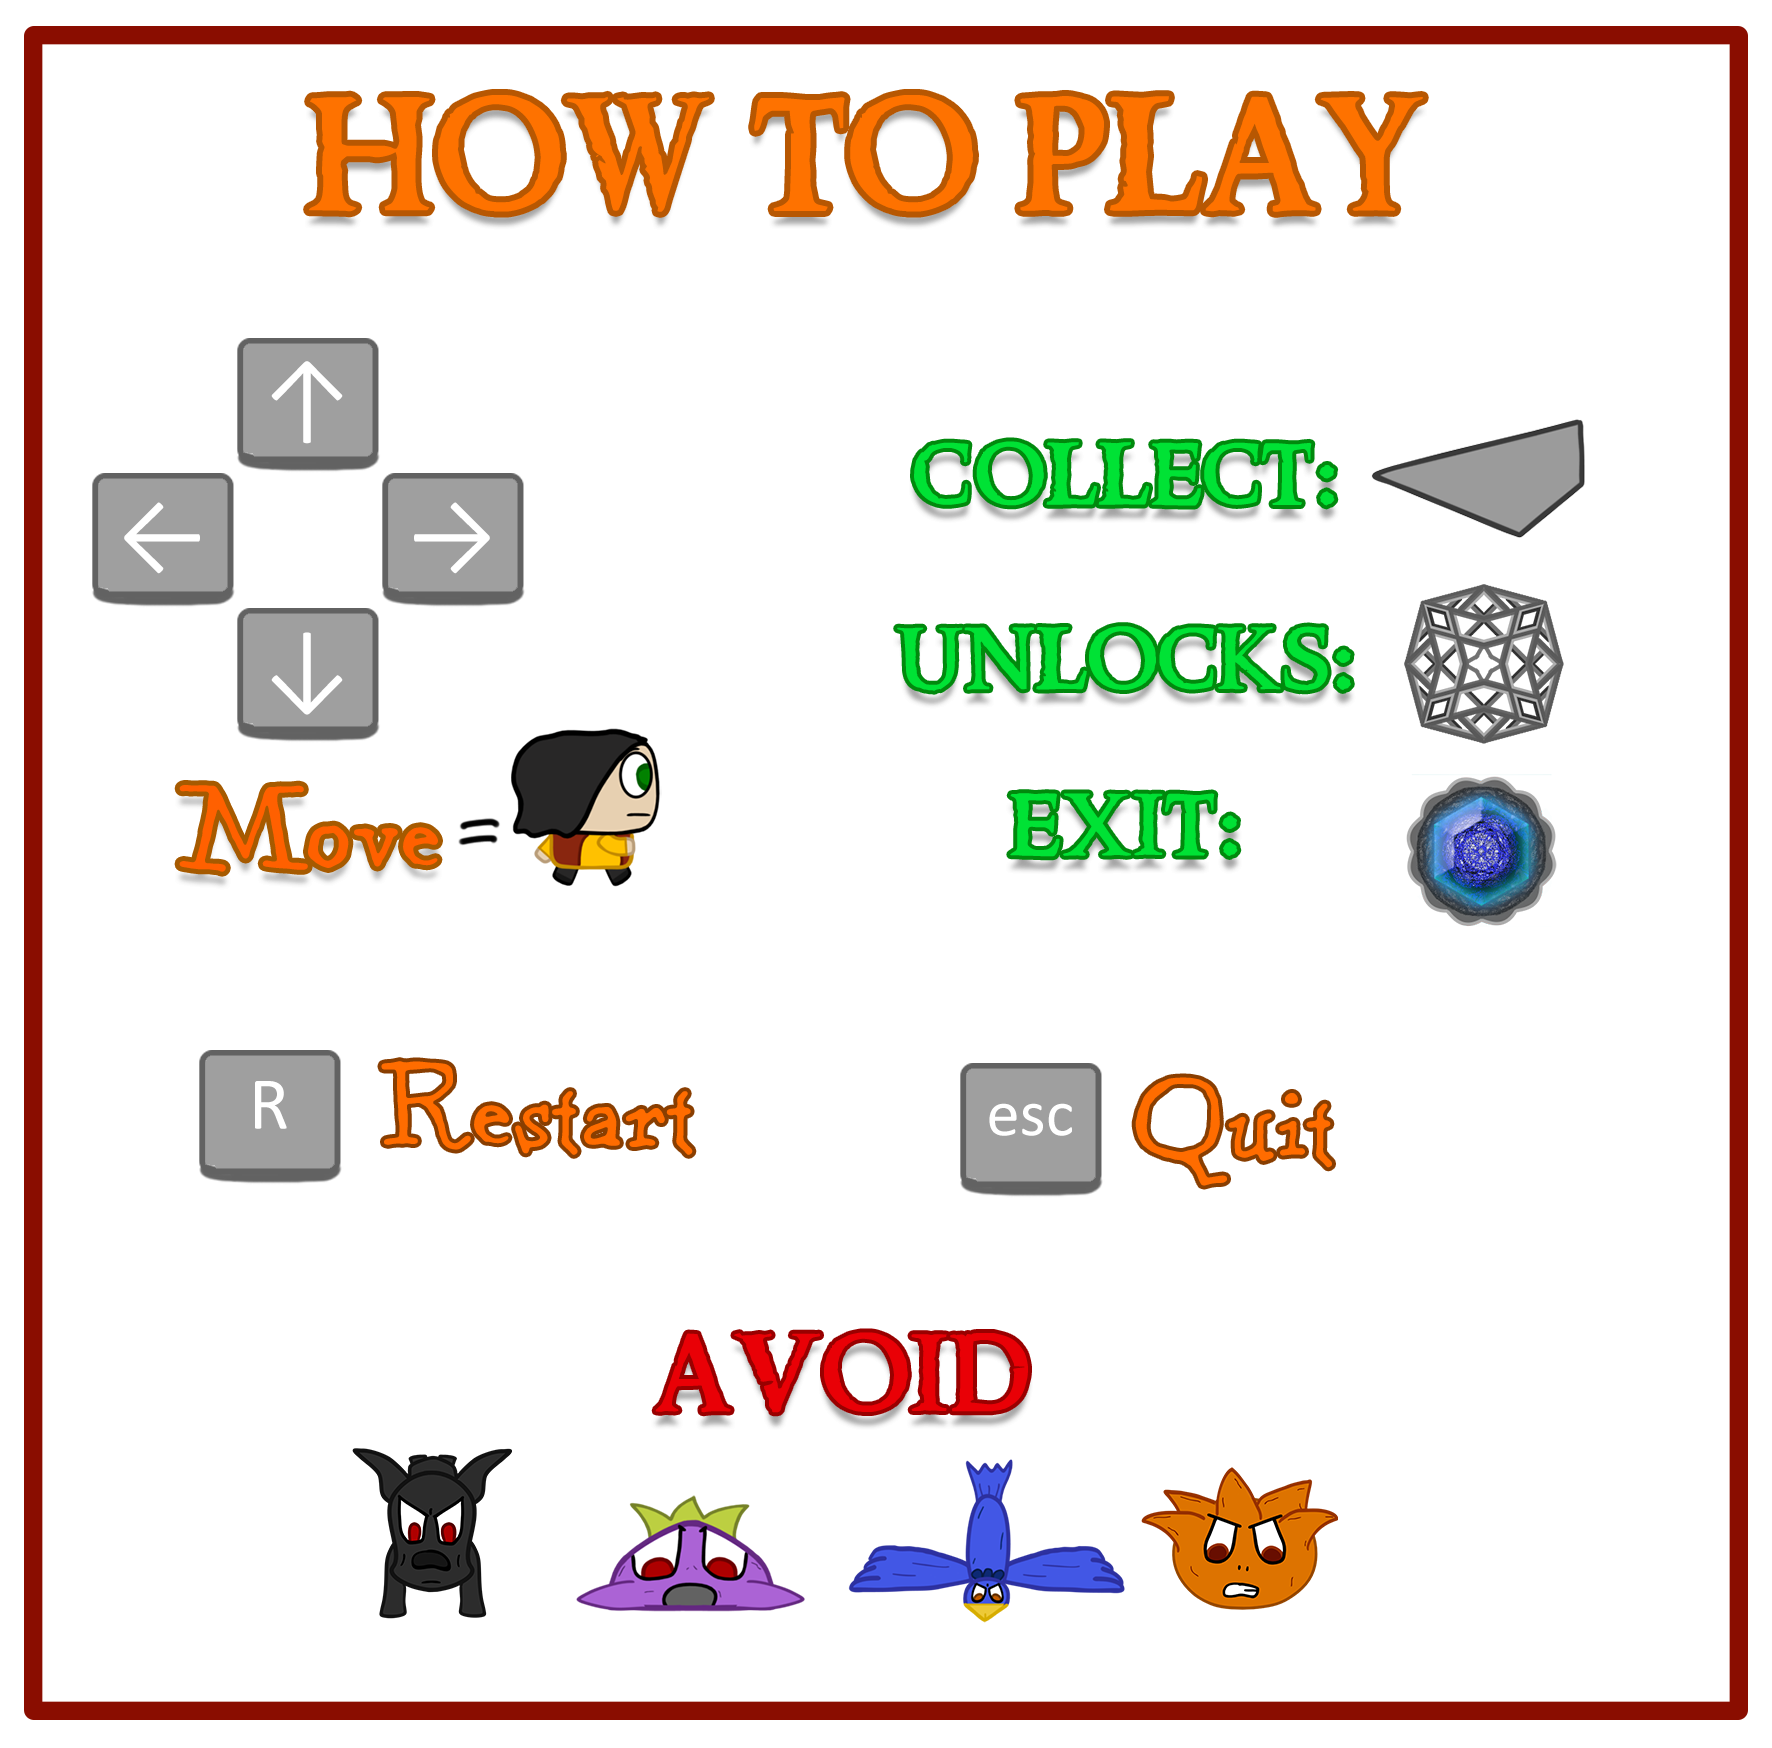 HOW TO PLAY
COLLECT:
UNLOCKS:
Move =
EXIT:
R Restart
esc Quit
AVOID